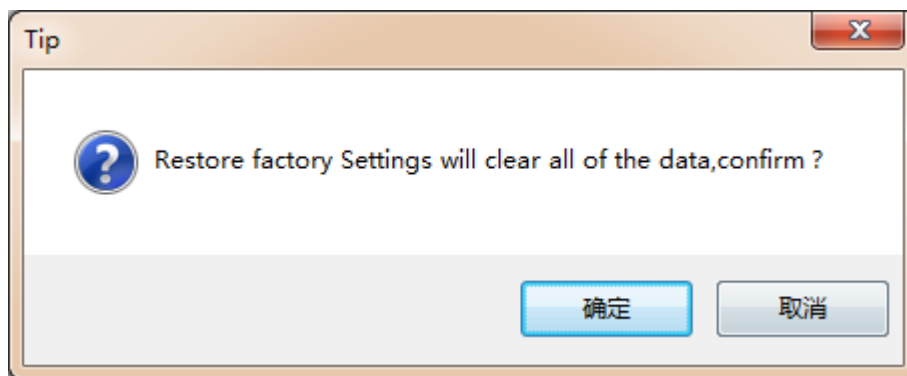 Tip
Restore factory Settings will clear all of the data,confirm ?
确定
取消